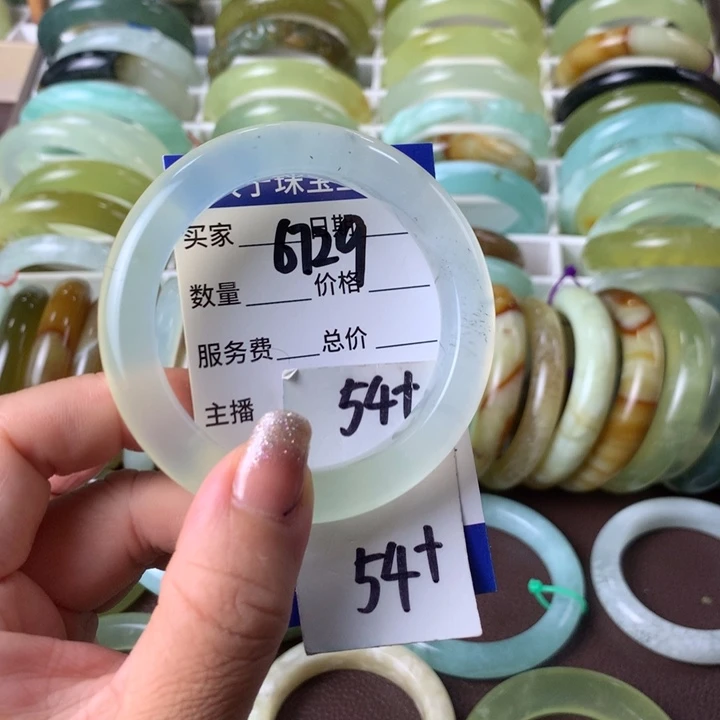 珠宝
买家 日期
6729
数量 价格
服务费 总价
主播
54+
54+